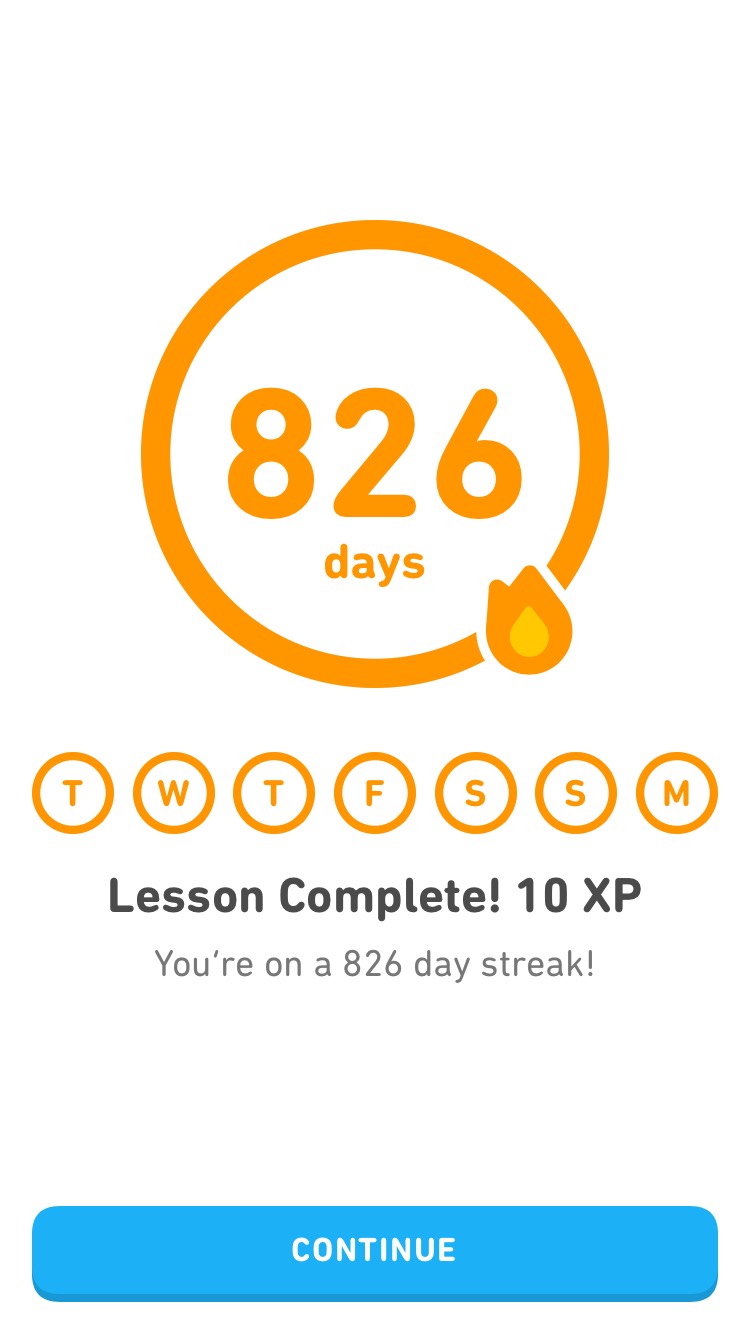 826
days
T W T F S S M
Lesson Complete! 10 XP
You‘re on a 826 day streak!
CONTINUE